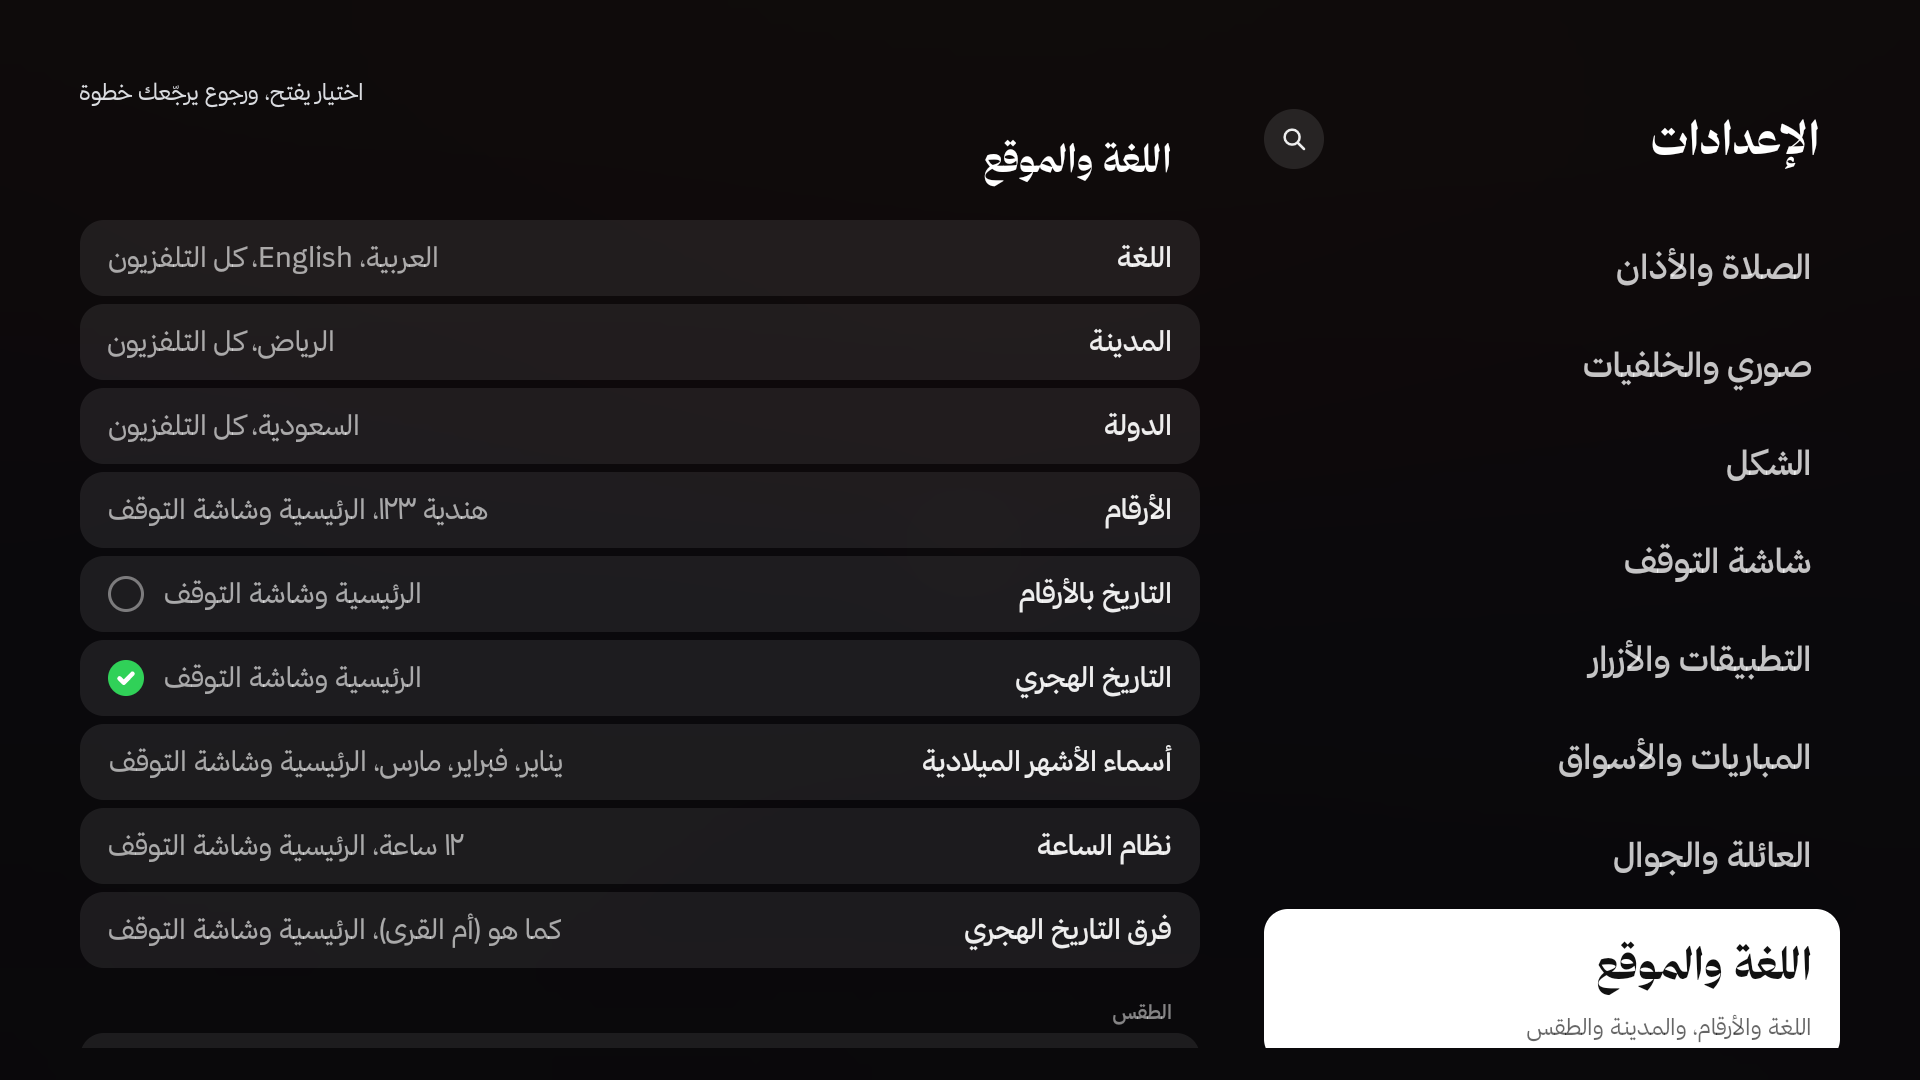 اختيار يفتح، ورجوع يرجّعك خطوة
الإعدادات
الصلاة والأذان
صوري والخلفيات
الشكل
شاشة التوقف
التطبيقات والأزرار
المباريات والأسواق
العائلة والجوال
اللغة والموقع
اللغة والأرقام، والمدينة والطقس
اللغة والموقع
اللغة العربية، English، كل التلفزيون
المدينة الرياض، كل التلفزيون
الدولة السعودية، كل التلفزيون
الأرقام هندية ١٢٣، الرئيسية وشاشة التوقف
التاريخ بالأرقام الرئيسية وشاشة التوقف
التاريخ الهجري الرئيسية وشاشة التوقف
أسماء الأشهر الميلادية يناير، فبراير، مارس، الرئيسية وشاشة التوقف
نظام الساعة ١٢ ساعة، الرئيسية وشاشة التوقف
فرق التاريخ الهجري كما هو (أم القرى)، الرئيسية وشاشة التوقف
الطقس